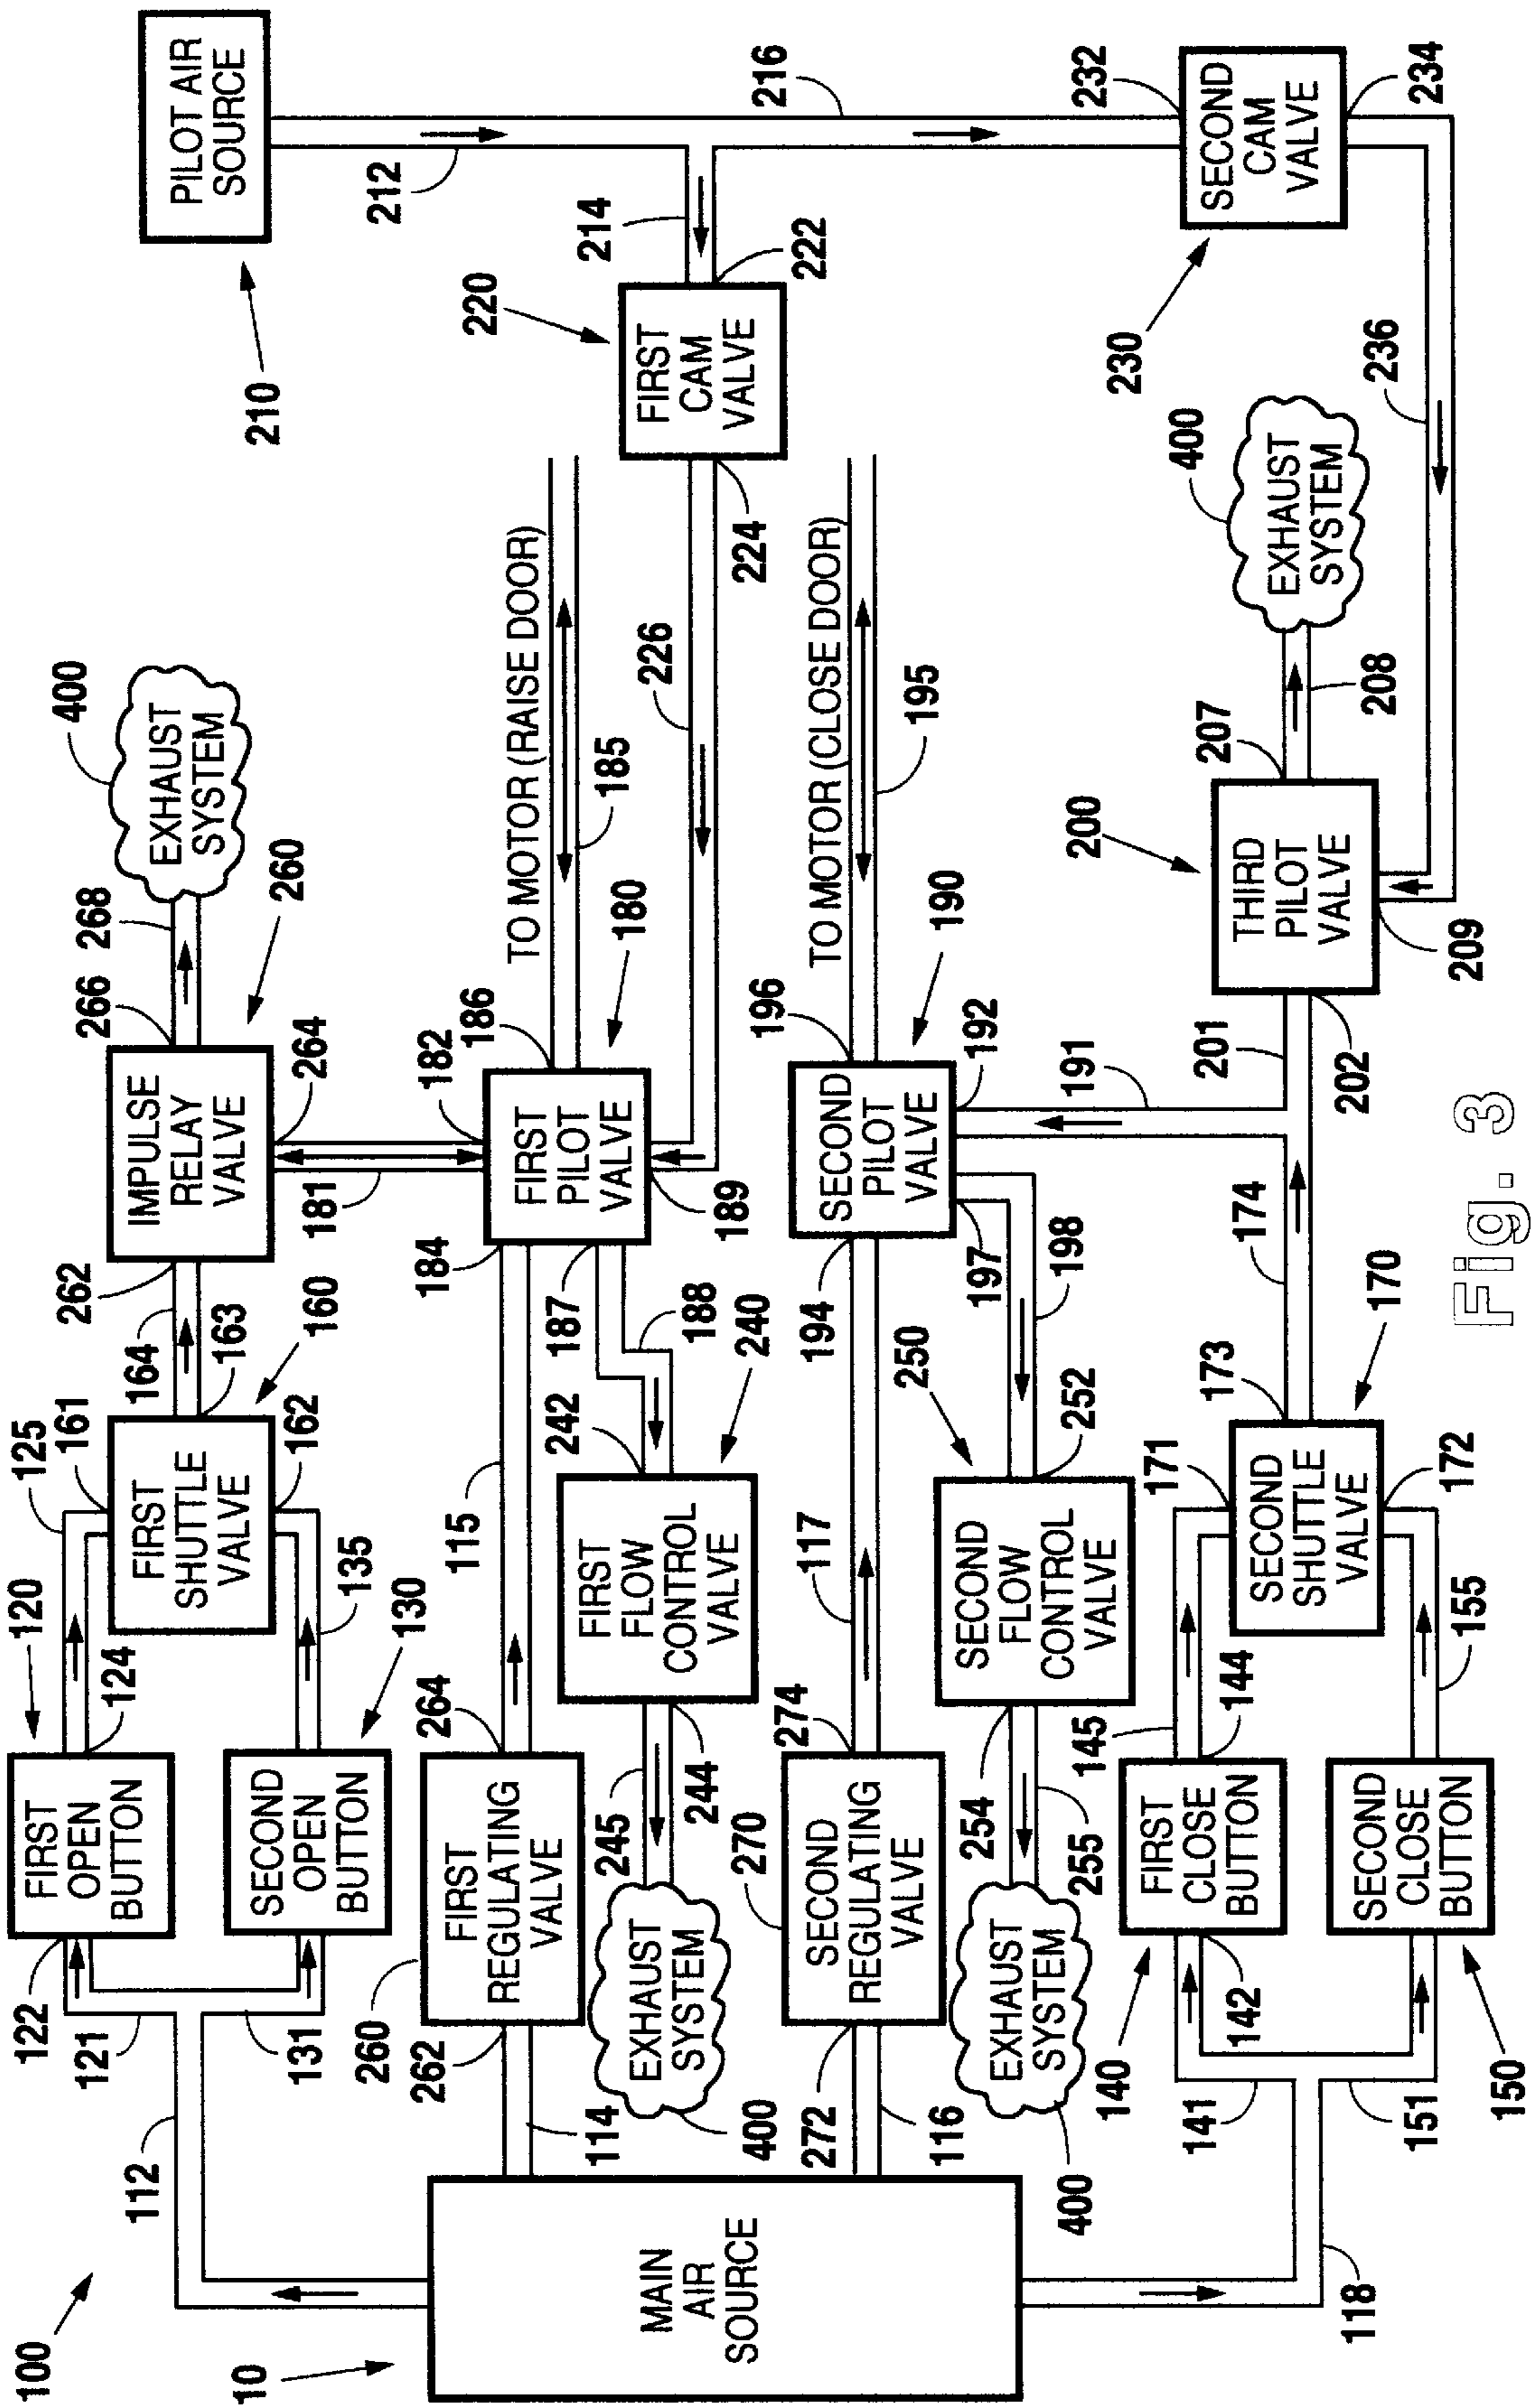 100
10
MAIN
AIR
SOURCE
112
114
116
118
122
121
131
FIRST
OPEN
BUTTON
124
120
125
SECOND
OPEN
BUTTON
130
135
161
FIRST
SHUTTLE
VALVE
162
160
163
164
262
IMPULSE
RELAY
VALVE
264
266
260
268
EXHAUST
SYSTEM
400
181
260
262
FIRST
REGULATING
VALVE
264
115
184
182
FIRST
PILOT
VALVE
186
180
187
189
188
185
TO MOTOR (RAISE DOOR)
242
FIRST
FLOW
CONTROL
VALVE
240
244
245
EXHAUST
SYSTEM
400
226
224
FIRST
CAM
VALVE
220
222
214
212
210
PILOT AIR
SOURCE
216
272
270
SECOND
REGULATING
VALVE
274
117
194
SECOND
PILOT
VALVE
196
190
192
191
197
198
195
TO MOTOR (CLOSE DOOR)
250
252
SECOND
FLOW
CONTROL
VALVE
254
255
EXHAUST
SYSTEM
400
141
151
140
142
FIRST
CLOSE
BUTTON
144
145
150
SECOND
CLOSE
BUTTON
155
171
SECOND
SHUTTLE
VALVE
172
173
170
174
201
202
THIRD
PILOT
VALVE
200
207
209
208
EXHAUST
SYSTEM
400
236
230
232
SECOND
CAM
VALVE
234
Fig. 3